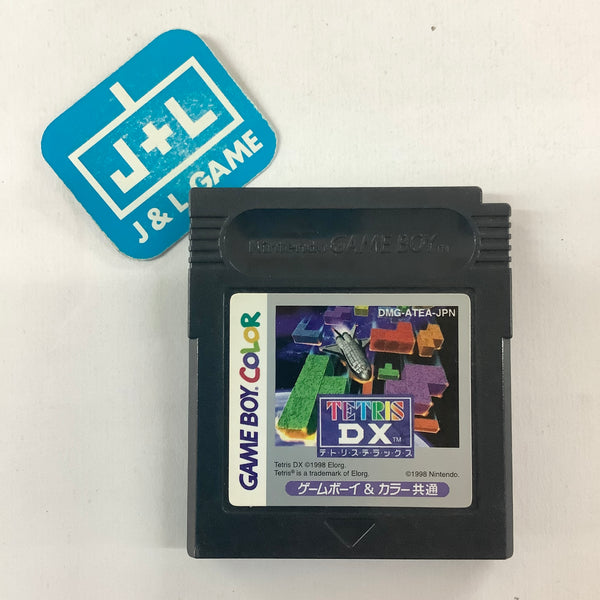 J+L
J & L GAME
Nintendo GAME BOY TM
GAME BOY COLOR
DMG-ATEA-JPN
TETRIS
DX™
テ・ト・リ・ス・デ・ラ・ッ・ク・ス
Tetris DX ©1998 Elorg.
Tetris® is a trademark of Elorg.
©1998 Nintendo.
ゲームボーイ & カラー 共通